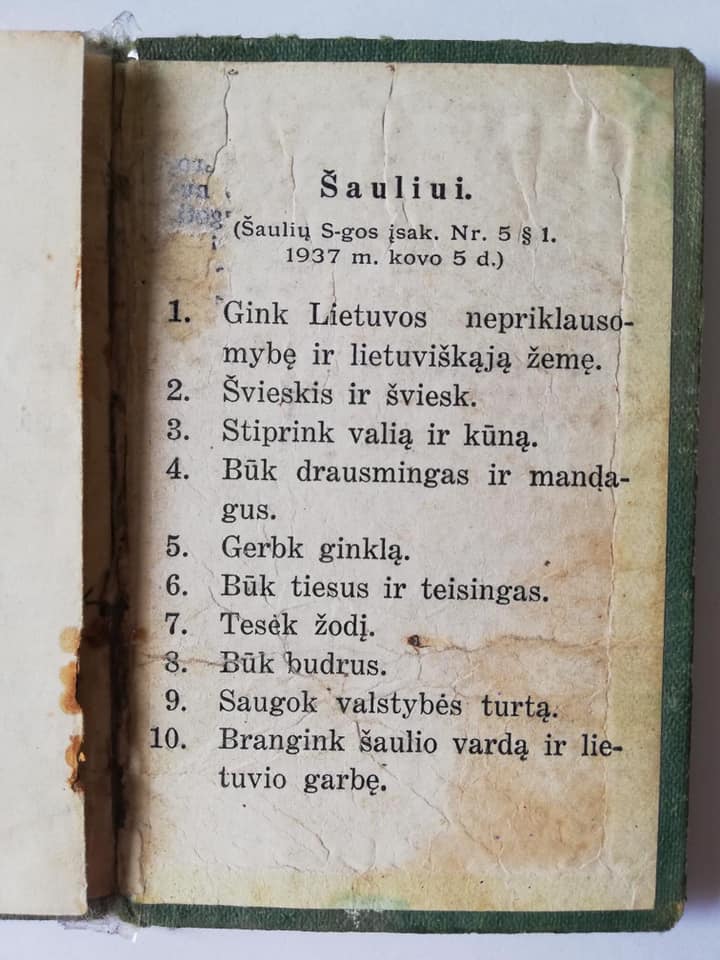 Šauliui.
(Šaulių S-gos įsak. Nr. 5 § 1.
1937 m. kovo 5 d.)
1. Gink Lietuvos nepriklauso-
mybę ir lietuviškąją žemę.
2. Švieskis ir šviesk.
3. Stiprink valią ir kūną.
4. Būk drausmingas ir manda-
gus.
5. Gerbk ginklą.
6. Būk tiesus ir teisingas.
7. Tesėk žodį.
8. Būk budrus.
9. Saugok valstybės turtą.
10. Brangink šaulio vardą ir lie-
tuvio garbę.